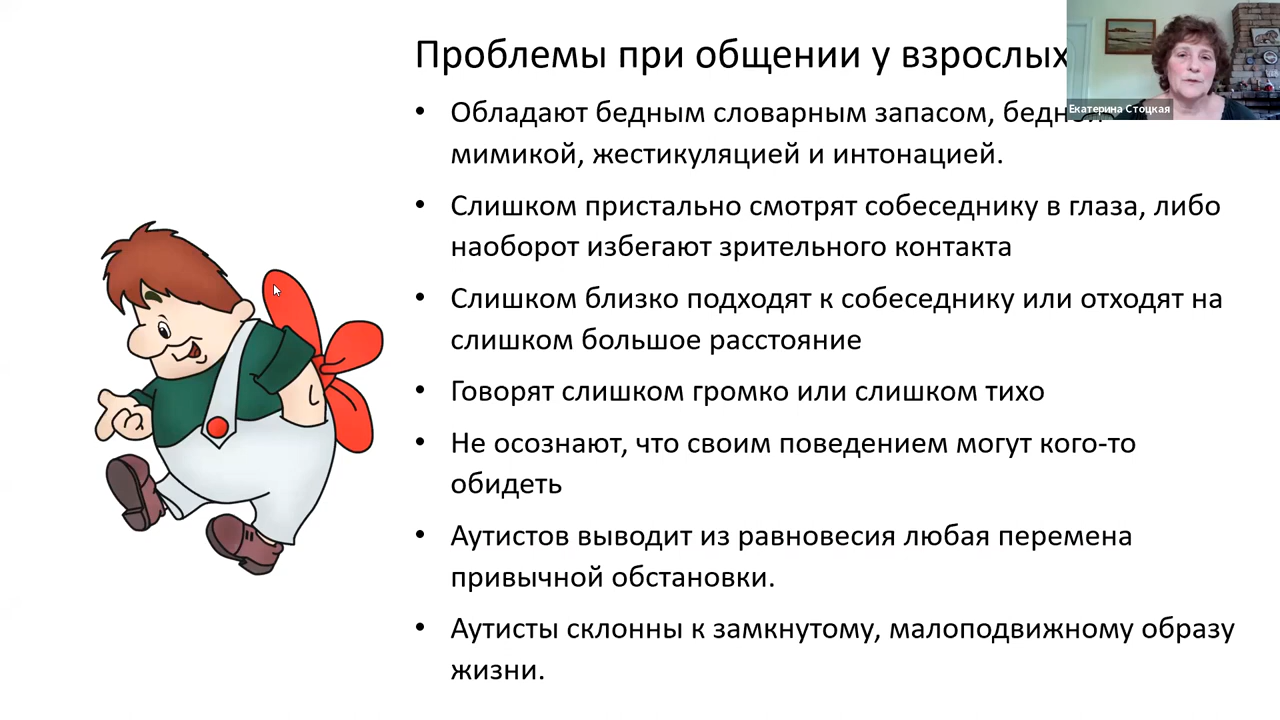 Проблемы при общении у взрослых
Екатерина Стоцкая
• Обладают бедным словарным запасом,
мимикой, жестикуляцией и интонацией.
• Слишком пристально смотрят собеседнику в глаза, либо
наоборот избегают зрительного контакта
• Слишком близко подходят к собеседнику или отходят на
слишком большое расстояние
• Говорят слишком громко или слишком тихо
• Не осознают, что своим поведением могут кого-то
обидеть
• Аутистов выводит из равновесия любая перемена
привычной обстановки.
• Аутисты склонны к замкнутому, малоподвижному образу
жизни.